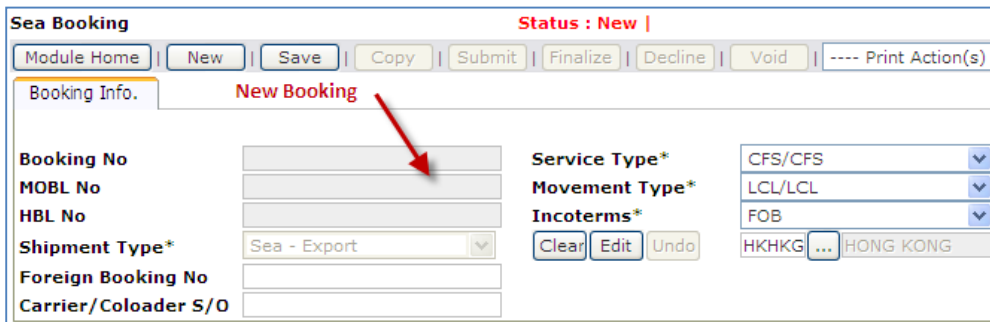 Sea Booking Status : New |
Module Home | New | Save | Copy | Submit | Finalize | Decline | Void | ---- Print Action(s)
Booking Info. New Booking
Booking No Service Type* CFS/CFS
MOBL No Movement Type* LCL/LCL
HBL No Incoterms* FOB
Shipment Type* Sea - Export Clear Edit Undo HKHKG ... HONG KONG
Foreign Booking No
Carrier/Coloader S/O